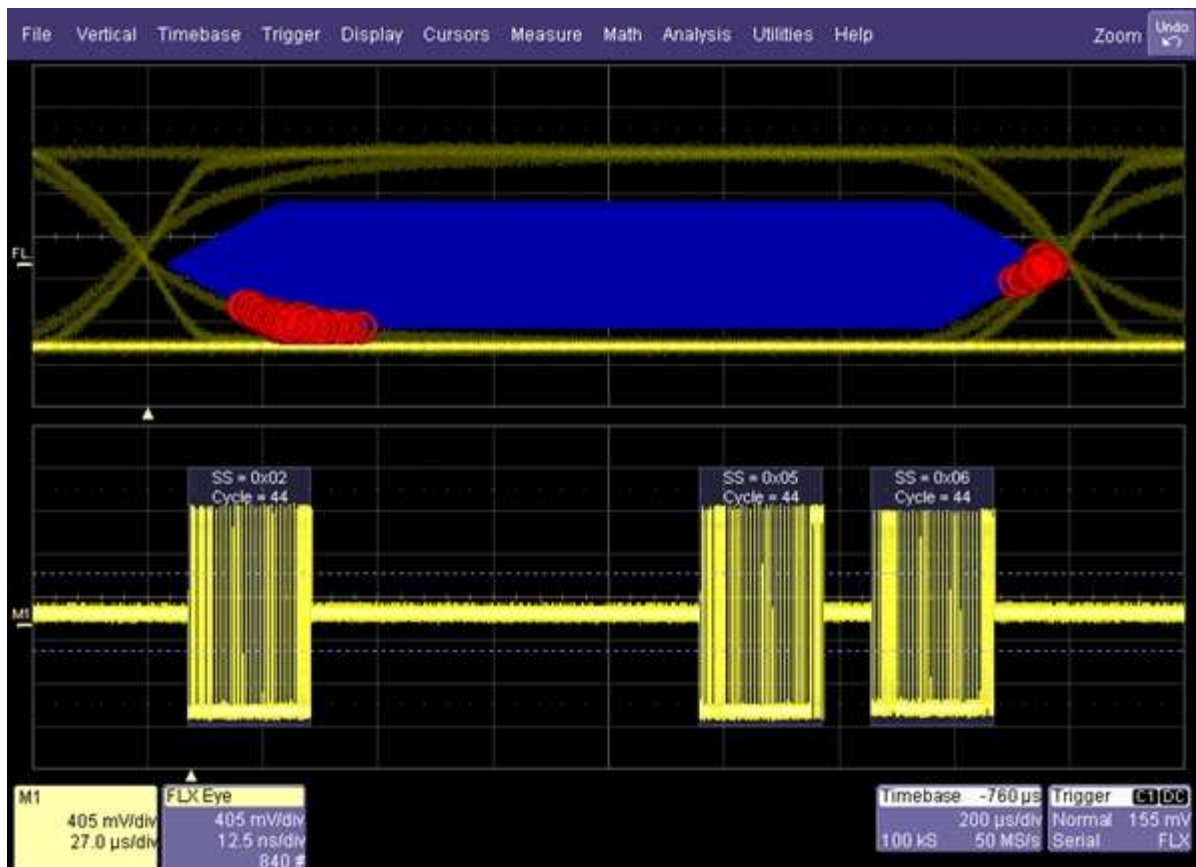 File Vertical Timebase Trigger Display Cursors Measure Math Analysis Utilities Help Zoom Undo
FL
SS = 0x02
Cycle = 44
SS = 0x05
Cycle = 44
SS = 0x06
Cycle = 44
M1
M1
405 mV/div
27.0 µs/div
FLX Eye
405 mV/div
12.5 ns/div
840 #
Timebase -760 µs
200 µs/div
100 kS 50 MS/s
Trigger C1 DC
Normal 155 mV
Serial FLX